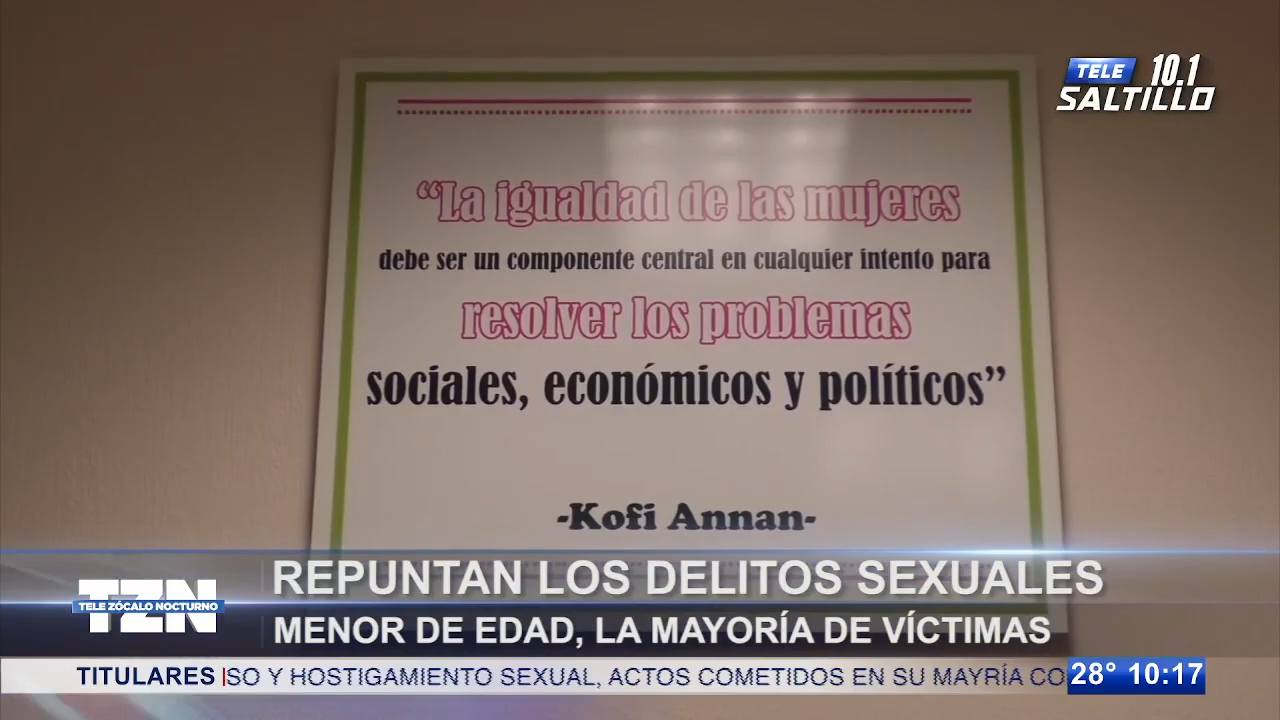 TELE 10.1
SALTILLO
“La igualdad de las mujeres
debe ser un componente central en cualquier intento para
resolver los problemas
sociales, económicos y políticos”
-Kofi Annan-
REPUNTAN LOS DELITOS SEXUALES
TZN
TELE ZÓCALO NOCTURNO
MENOR DE EDAD, LA MAYORÍA DE VÍCTIMAS
TITULARES SO Y HOSTIGAMIENTO SEXUAL, ACTOS COMETIDOS EN SU MAYRÍA CO 28° 10:17